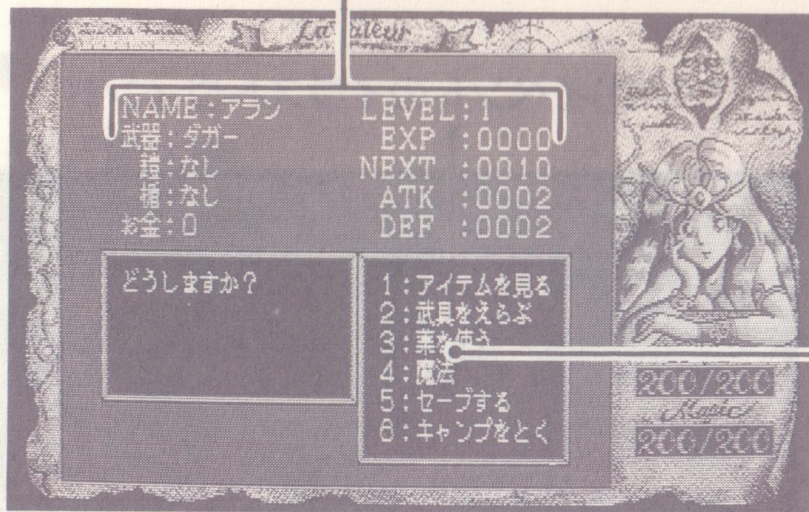 La Valeur
NAME:アラン LEVEL:1
武器:ダガー EXP :0000
鎧:なし NEXT :0010
楯:なし ATK :0002
お金:0 DEF :0002
どうしますか?
1:アイテムを見る
2:武具をえらぶ
3:薬を使う
4:魔法
5:セーブする
6:キャンプをとく
200/200
Magic
200/200